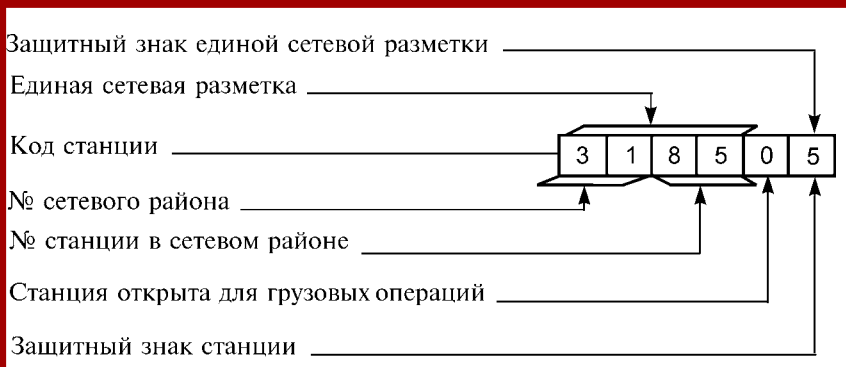 Защитный знак единой сетевой разметки
Единая сетевая разметка
Код станции
3 1 8 5 0 5
№ сетевого района
№ станции в сетевом районе
Станция открыта для грузовых операций
Защитный знак станции